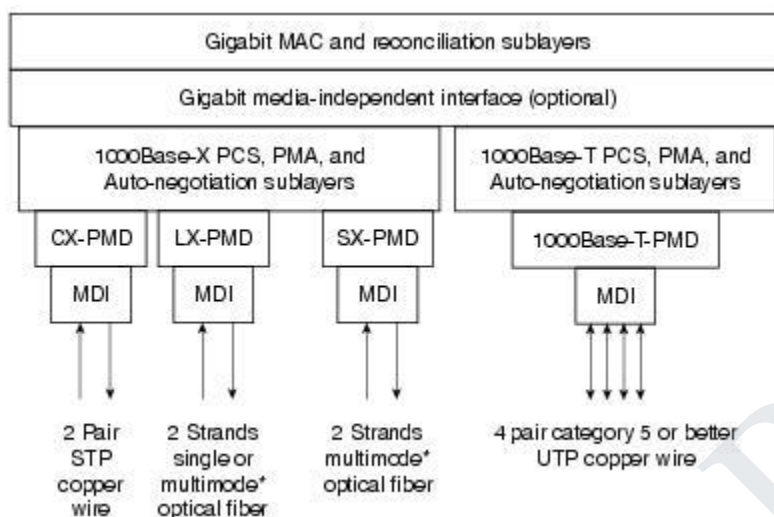 Gigabit MAC and reconciliation sublayers
Gigabit media-independent interface (optional)
1000Base-X PCS, PMA, and
Auto-negotiation sublayers
1000Base-T PCS, PMA, and
Auto-negotiation sublayers
CX-PMD
LX-PMD
SX-PMD
1000Base-T-PMD
MDI
MDI
MDI
MDI
2 Pair
STP
copper
wire
2 Strands
single or
multimode*
optical fiber
2 Strands
multimode*
optical fiber
4 pair category 5 or better
UTP copper wire